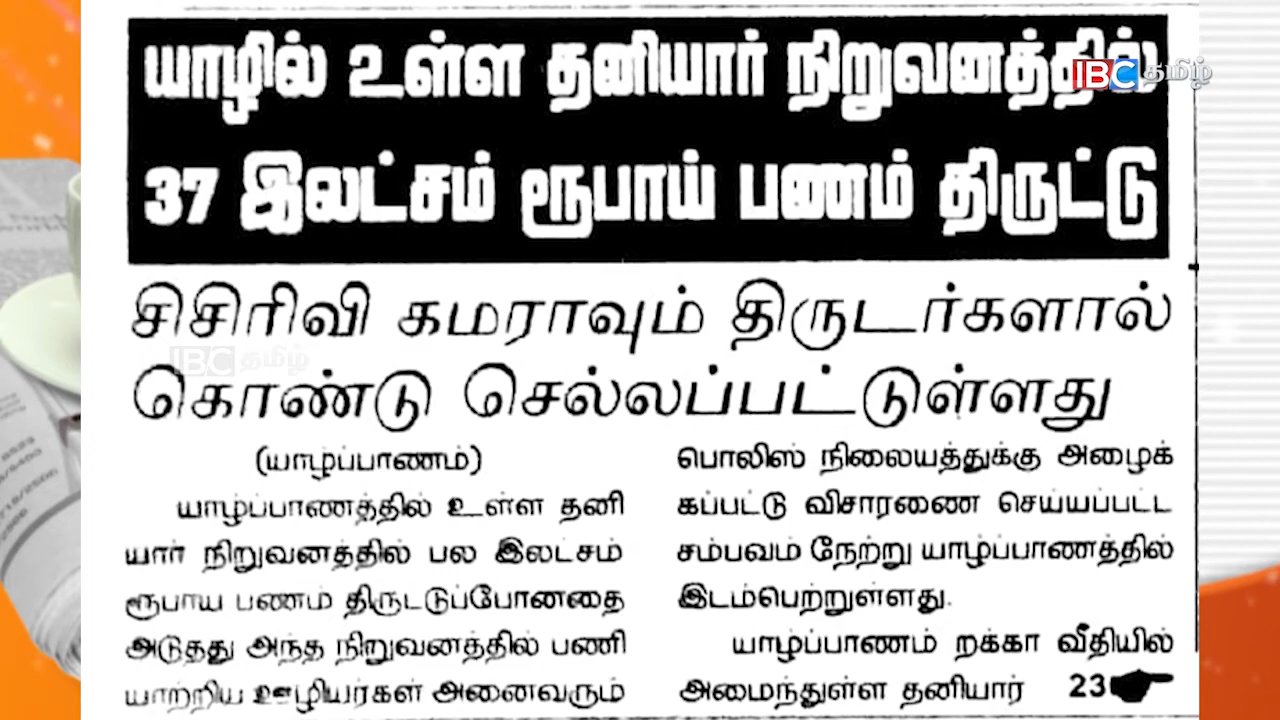 யாழில் உள்ள தனியார் நிறுவனத்தில்
IBC தமிழ்
37 இலட்சம் ரூபாய் பணம் திருட்டு
சிசிரிவி கமராவும் திருடர்களால்
IBC தமிழ்
கொண்டு செல்லப்பட்டுள்ளது
(யாழ்ப்பாணம்)
யாழ்ப்பாணத்தில் உள்ள தனி
யார் நிறுவனத்தில் பல இலட்சம்
ரூபாய பணம் திருட்டுப்போனதை
அடுத்து அந்த நிறுவனத்தில் பணி
யாற்றிய ஊழியர்கள் அனைவரும்
பொலிஸ் நிலையத்துக்கு அழைக்
கப்பட்டு விசாரணை செய்யப்பட்ட
சம்பவம் நேற்று யாழ்ப்பாணத்தில்
இடம்பெற்றுள்ளது.
யாழ்ப்பாணம் றக்கா வீதியில்
அமைந்துள்ள தனியார் 23